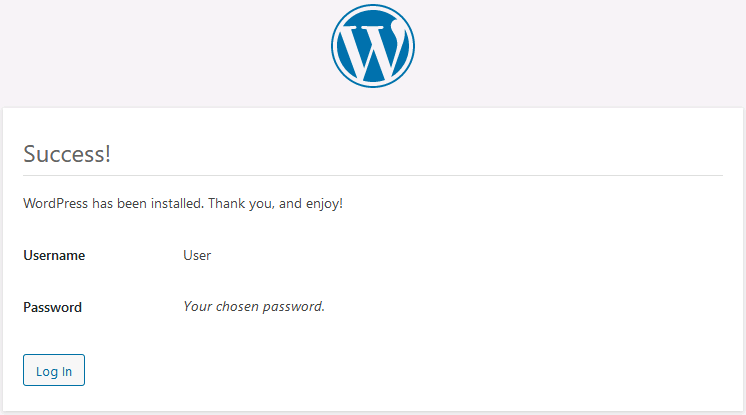 Success!
WordPress has been installed. Thank you, and enjoy!
Username User
Password Your chosen password.
Log In